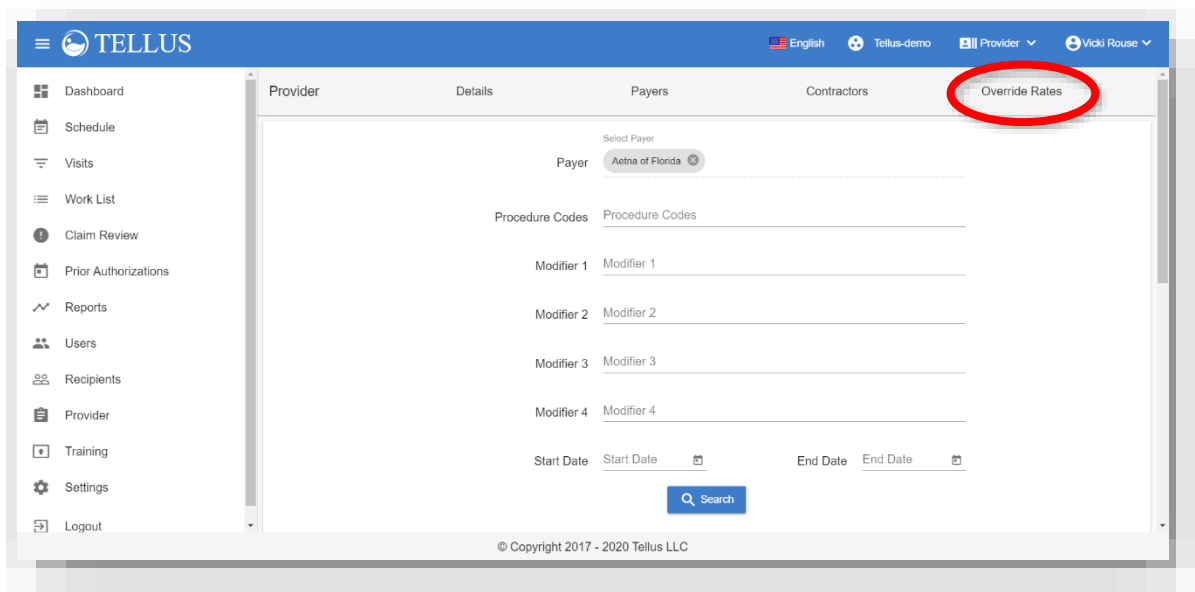 TELLUS
English
Tellus-demo
Provider
Vicki Rouse
Dashboard
Schedule
Visits
Work List
Claim Review
Prior Authorizations
Reports
Users
Recipients
Provider
Training
Settings
Logout
Provider Details Payers Contractors Override Rates
Select Payer
Payer Aetna of Florida
Procedure Codes Procedure Codes
Modifier 1 Modifier 1
Modifier 2 Modifier 2
Modifier 3 Modifier 3
Modifier 4 Modifier 4
Start Date Start Date End Date End Date
Search
© Copyright 2017 - 2020 Tellus LLC